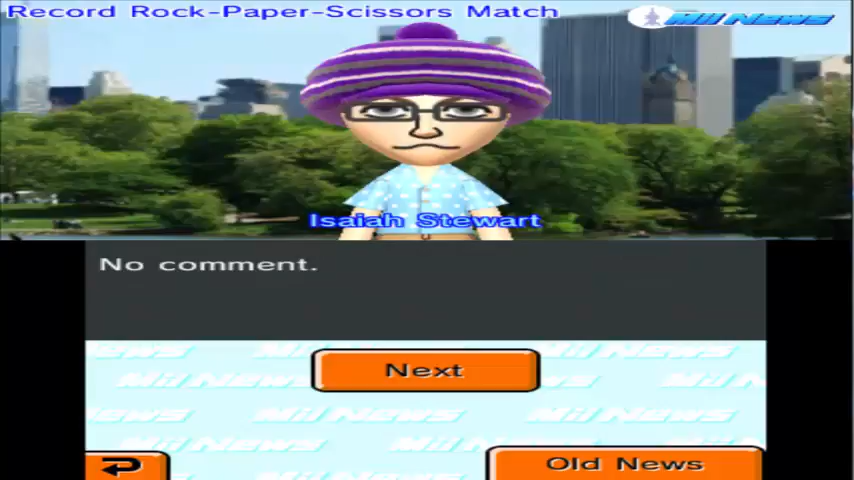 Record Rock-Paper-Scissors Match
Mii News
Isaiah Stewart
No comment.
Next
Old News